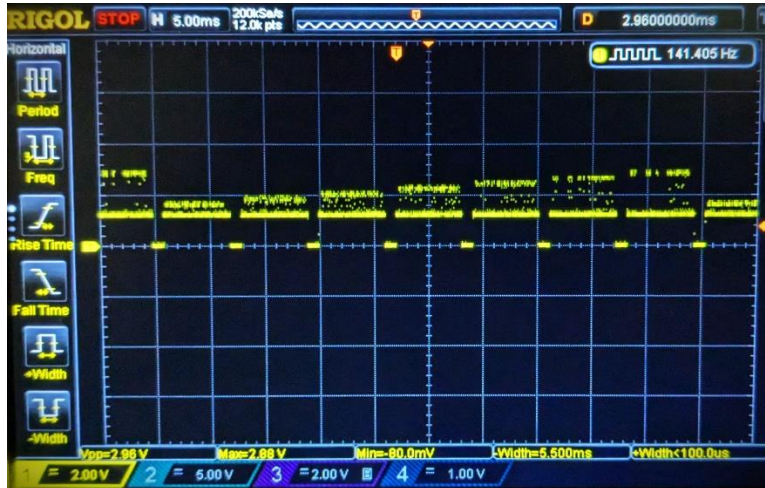 RIGOL STOP H 5.00ms 200kSa/s 12.0k pts T D 2.96000000ms
Horizontal
T
1 141.405 Hz
Period
Freq
Rise Time
Fall Time
+Width
-Width
Vpp=2.96 V Max=2.88 V Min=-80.0mV -Width=5.500ms +Width<100.0us
1 = 2.00 V 2 = 5.00 V 3 = 2.00 V 4 = 1.00 V